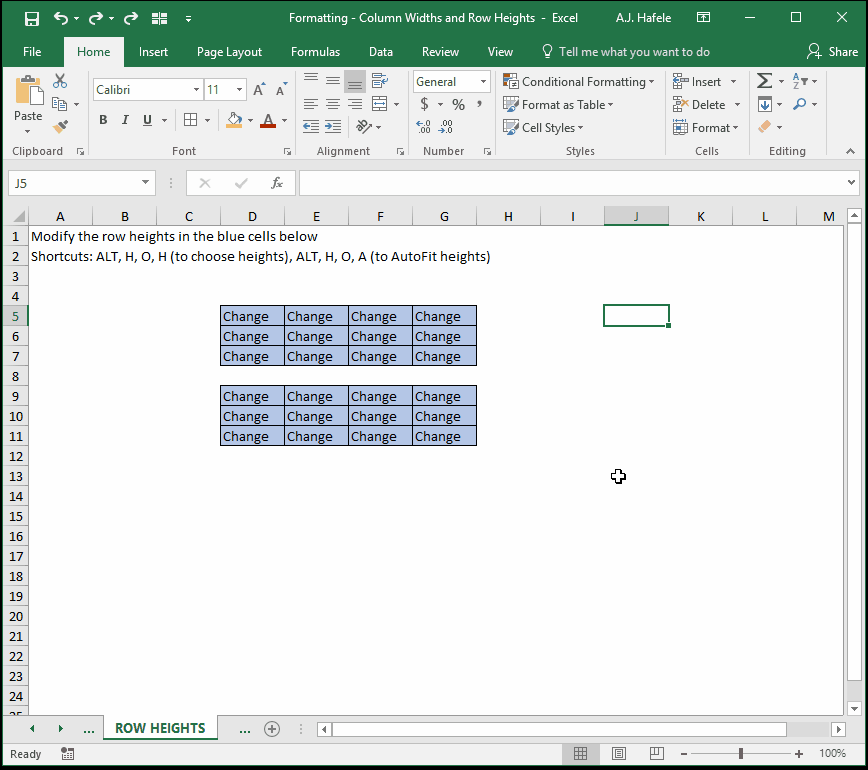 Formatting - Column Widths and Row Heights - Excel A.J. Hafele
File Home Insert Page Layout Formulas Data Review View Tell me what you want to do Share
Calibri 11 General Conditional Formatting Insert
Paste $ % , Format as Table Delete
B I U A Cell Styles Format
Clipboard Font Alignment Number Styles Cells Editing
J5 fx
A B C D E F G H I J K L M
1 Modify the row heights in the blue cells below
2 Shortcuts: ALT, H, O, H (to choose heights), ALT, H, O, A (to AutoFit heights)
3
4
5 Change Change Change Change
6 Change Change Change Change
7 Change Change Change Change
8
9 Change Change Change Change
10 Change Change Change Change
11 Change Change Change Change
12
13
14
15
16
17
18
19
20
21
22
23
24
25
... ROW HEIGHTS ...
Ready 100%